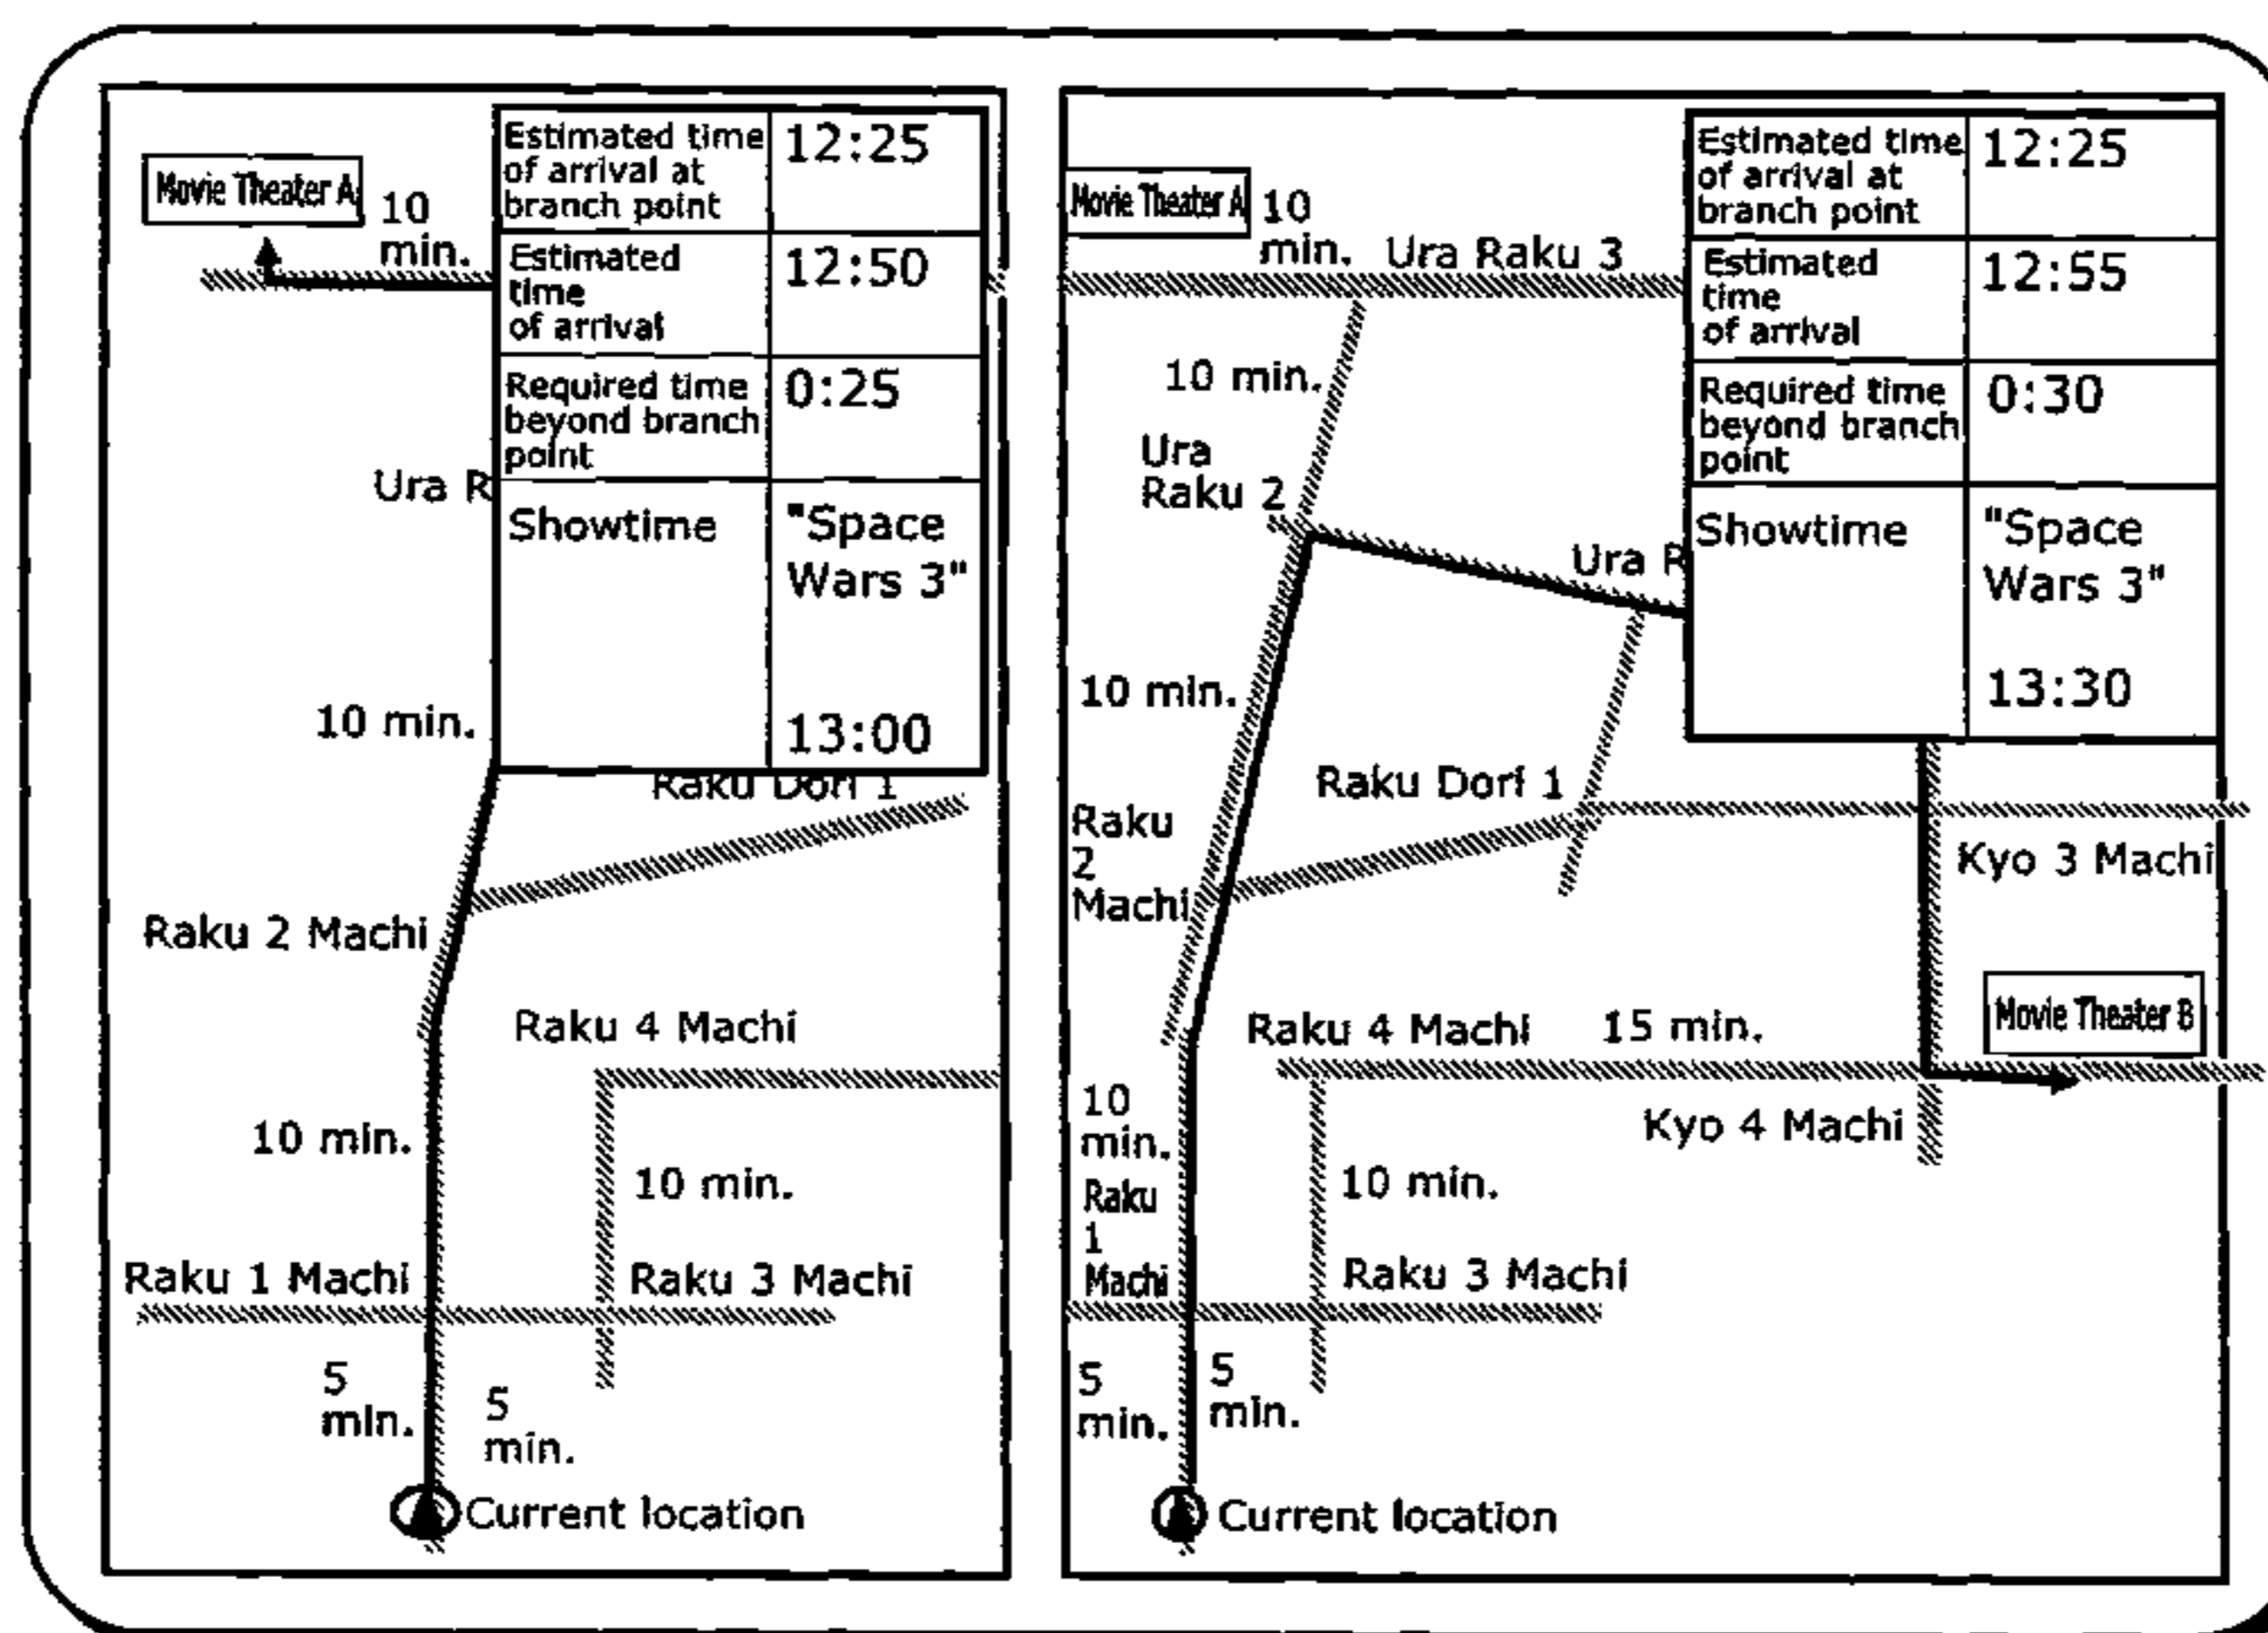 Movie Theater A
10
min.
Estimated time
of arrival at
branch point
12:25
Estimated
time
of arrival
12:50
Required time
beyond branch
point
0:25
Showtime
"Space
Wars 3"
13:00
Ura R
10 min.
Raku Dorf 1
Raku 2 Machi
Raku 4 Machi
10 min.
10 min.
Raku 1 Machi
Raku 3 Machi
5
min.
5
min.
Current location
Movie Theater A
10
min.
Ura Raku 3
Estimated time
of arrival at
branch point
12:25
Estimated
time
of arrival
12:55
Required time
beyond branch
point
0:30
Showtime
"Space
Wars 3"
13:30
10 min.
Ura
Raku 2
Ura R
10 min.
Raku Dorf 1
Raku
2
Machi
Kyo 3 Machi
Raku 4 Machi
15 min.
Movie Theater B
10
min.
Kyo 4 Machi
Raku
1
Machi
10 min.
Raku 3 Machi
5
min.
5
min.
Current location